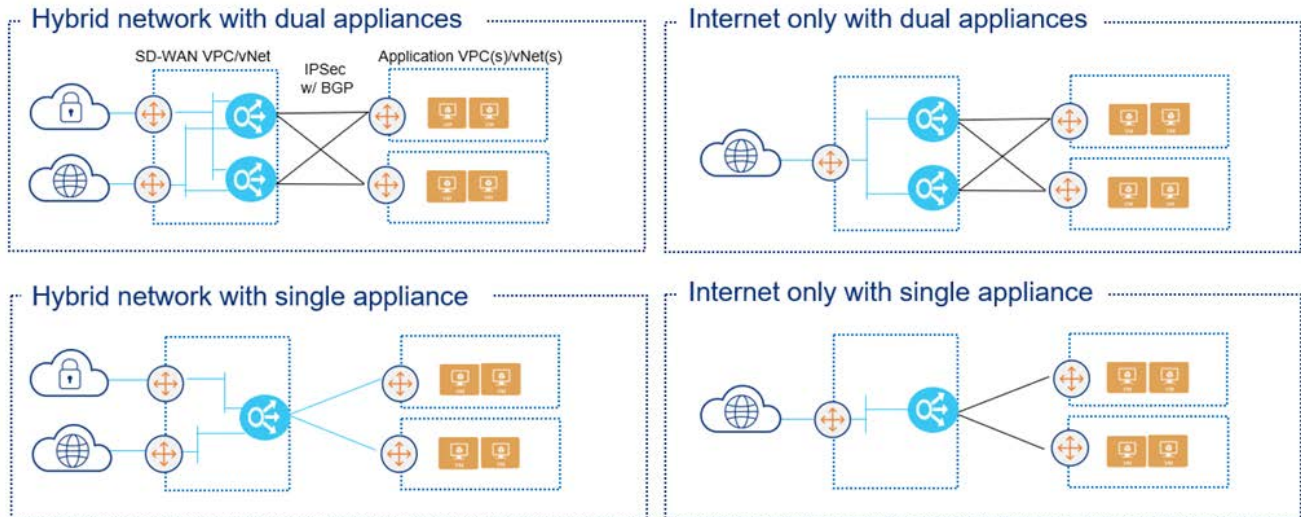 Hybrid network with dual appliances
SD-WAN VPC/vNet
IPSec
w/ BGP
Application VPC(s)/vNet(s)
Internet only with dual appliances
Hybrid network with single appliance
Internet only with single appliance